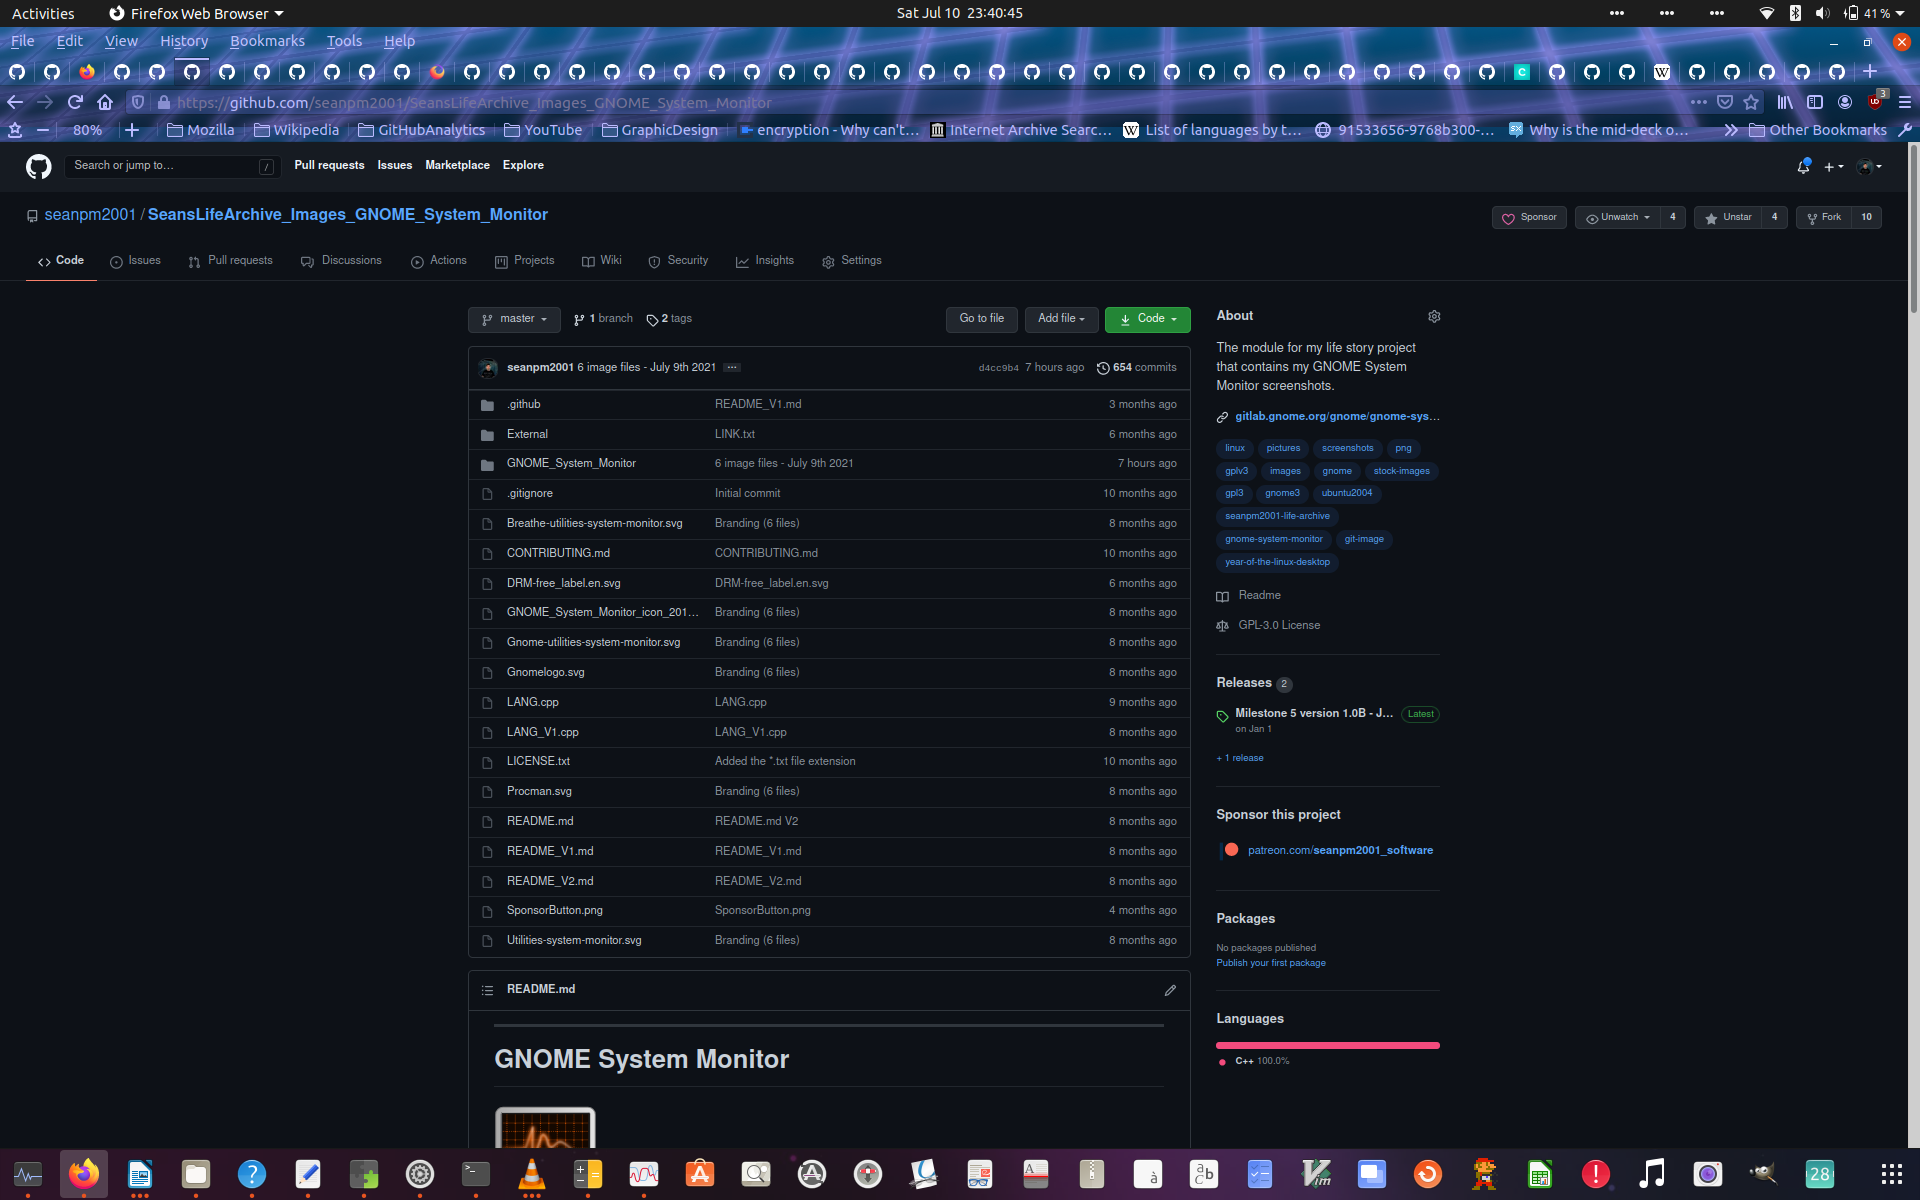 Activities Firefox Web Browser Sat Jul 10 23:40:45 41 %
File Edit View History Bookmarks Tools Help
https://github.com/seanpm2001/SeansLifeArchive_Images_GNOME_System_Monitor 3
80% Mozilla Wikipedia GitHubAnalytics YouTube GraphicDesign encryption - Why can't… Internet Archive Searc… List of languages by t… 91533656-9768b300-… Why is the mid-deck o… Other Bookmarks
Search or jump to… / Pull requests Issues Marketplace Explore
seanpm2001 / SeansLifeArchive_Images_GNOME_System_Monitor Sponsor Unwatch 4 Unstar 4 Fork 10
Code Issues Pull requests Discussions Actions Projects Wiki Security Insights Settings
master 1 branch 2 tags Go to file Add file Code
seanpm2001 6 image files - July 9th 2021 d4cc9b4 7 hours ago 654 commits
.github README_V1.md 3 months ago
External LINK.txt 6 months ago
GNOME_System_Monitor 6 image files - July 9th 2021 7 hours ago
.gitignore Initial commit 10 months ago
Breathe-utilities-system-monitor.svg Branding (6 files) 8 months ago
CONTRIBUTING.md CONTRIBUTING.md 10 months ago
DRM-free_label.en.svg DRM-free_label.en.svg 6 months ago
GNOME_System_Monitor_icon_201… Branding (6 files) 8 months ago
Gnome-utilities-system-monitor.svg Branding (6 files) 8 months ago
Gnomelogo.svg Branding (6 files) 8 months ago
LANG.cpp LANG.cpp 9 months ago
LANG_V1.cpp LANG_V1.cpp 8 months ago
LICENSE.txt Added the *.txt file extension 10 months ago
Procman.svg Branding (6 files) 8 months ago
README.md README.md V2 8 months ago
README_V1.md README_V1.md 8 months ago
README_V2.md README_V2.md 8 months ago
SponsorButton.png SponsorButton.png 4 months ago
Utilities-system-monitor.svg Branding (6 files) 8 months ago
README.md
GNOME System Monitor
About
The module for my life story project
that contains my GNOME System
Monitor screenshots.
gitlab.gnome.org/gnome/gnome-sys…
linux pictures screenshots png
gplv3 images gnome stock-images
gpl3 gnome3 ubuntu2004
seanpm2001-life-archive
gnome-system-monitor git-image
year-of-the-linux-desktop
Readme
GPL-3.0 License
Releases 2
Milestone 5 version 1.0B - J… Latest
on Jan 1
+ 1 release
Sponsor this project
patreon.com/seanpm2001_software
Packages
No packages published
Publish your first package
Languages
C++ 100.0%
28